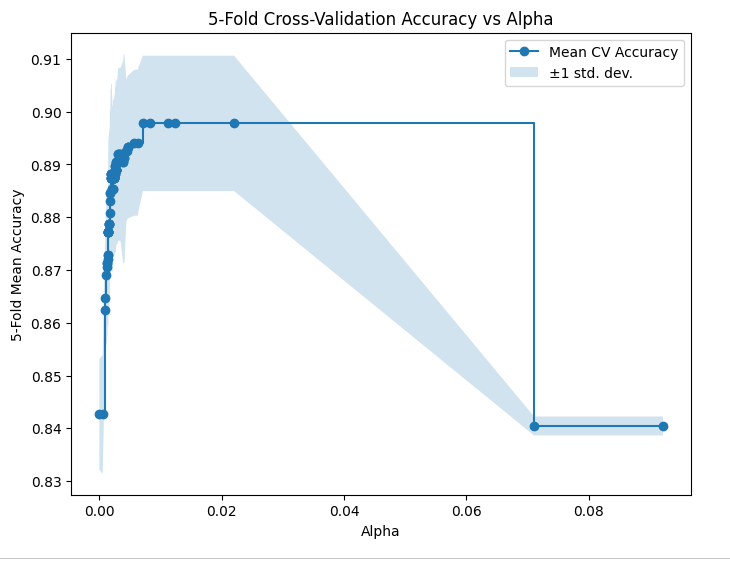 5-Fold Cross-Validation Accuracy vs Alpha
Mean CV Accuracy
±1 std. dev.
0.91
0.90
0.89
0.88
0.87
0.86
0.85
0.84
0.83
5-Fold Mean Accuracy
0.00
0.02
0.04
0.06
0.08
Alpha